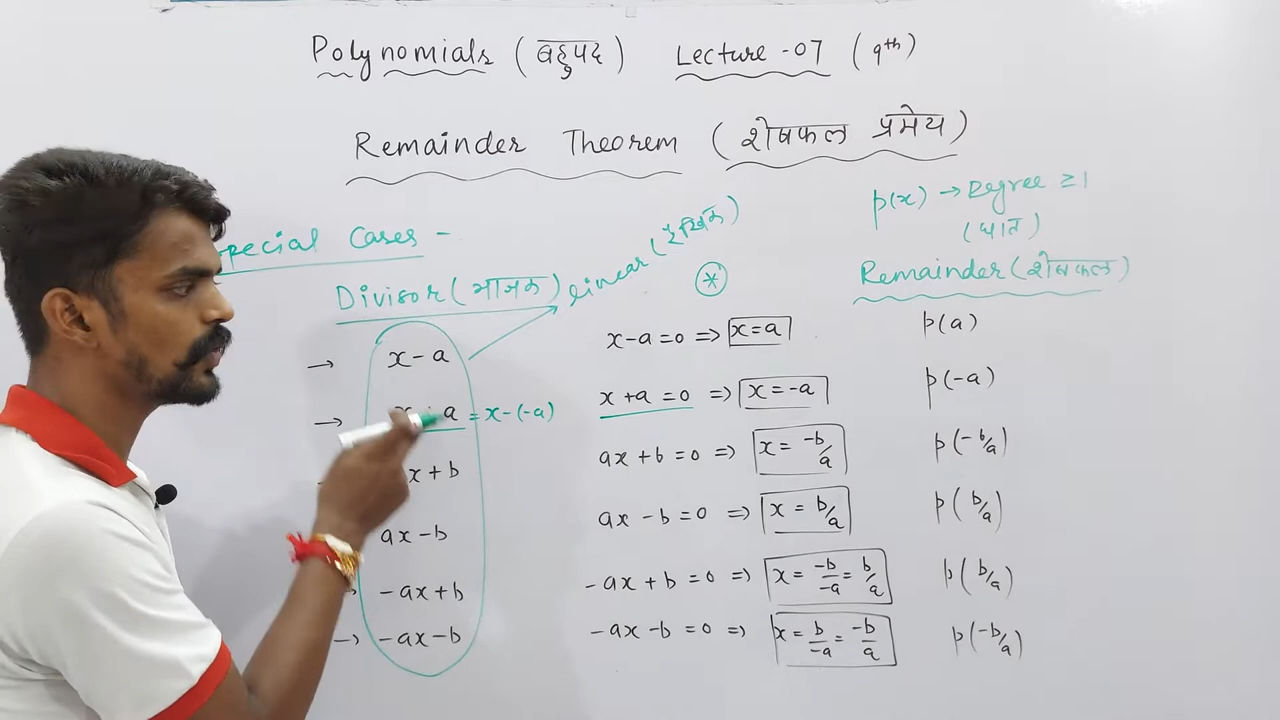 Polynomials (बहुपद) Lecture-07 (9th)
Remainder Theorem (शेषफल प्रमेय)
p(x) → Degree ≥ 1
(घात)
Special Cases -
Divisor (भाजक) linear (रैखिक) * Remainder (शेषफल)
→ x - a x - a = 0 ⇒ x = a p(a)
→ x + a = x - (-a) x + a = 0 ⇒ x = -a p(-a)
x + b ax + b = 0 ⇒ x = -b/a p(-b/a)
ax - b ax - b = 0 ⇒ x = b/a p(b/a)
→ -ax + b -ax + b = 0 ⇒ x = -b/-a = b/a p(b/a)
→ -ax - b -ax - b = 0 ⇒ x = b/-a = -b/a p(-b/a)